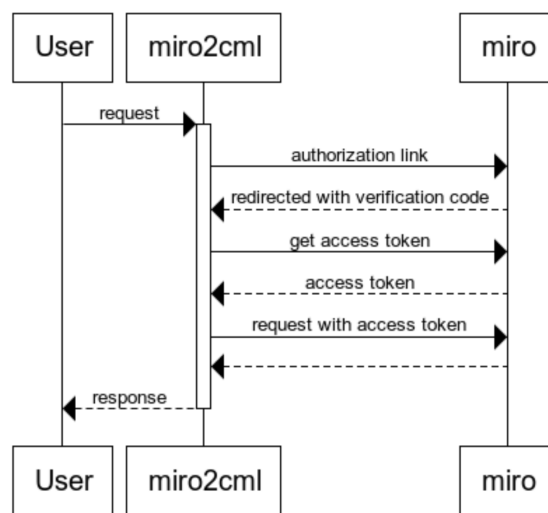 User
miro2cml
miro
request
authorization link
redirected with verification code
get access token
access token
request with access token
response
User
miro2cml
miro